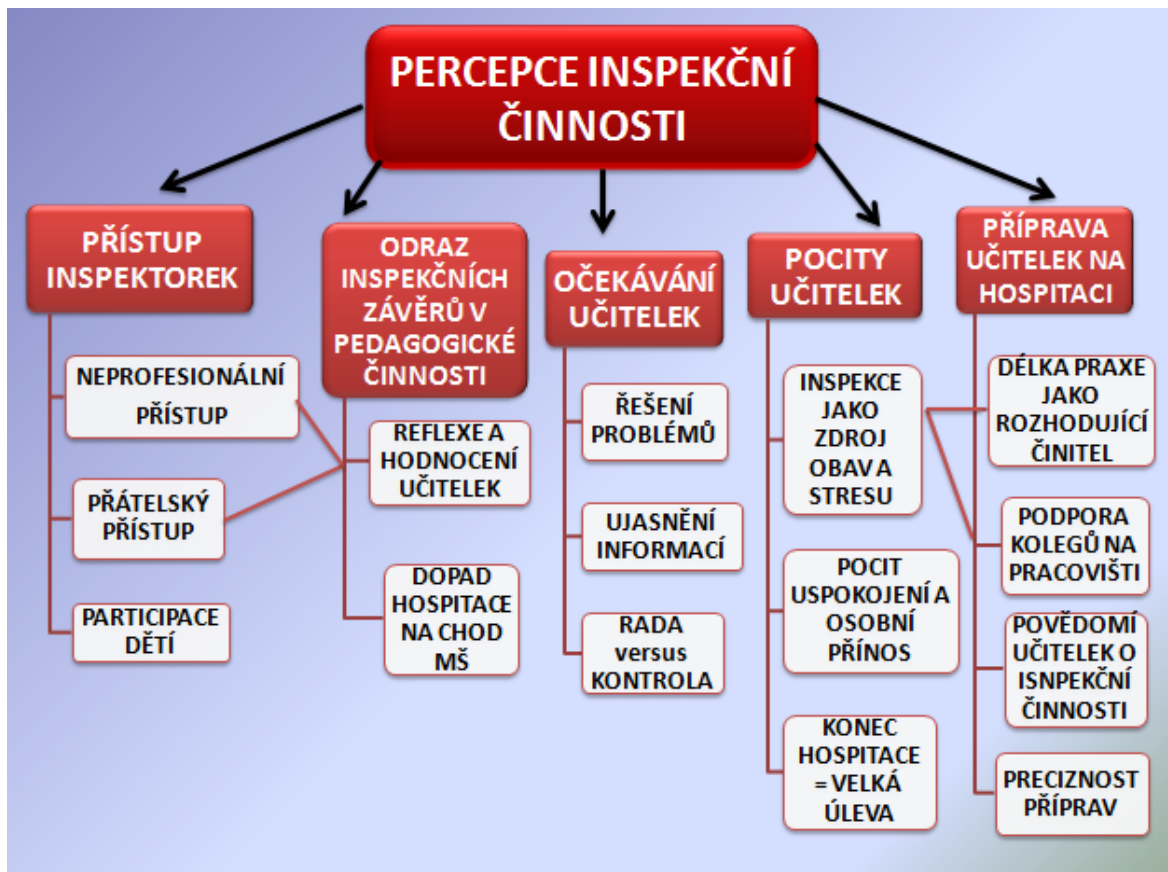 PERCEPCE INSPEKČNÍ
ČINNOSTI
PŘÍSTUP
INSPEKTOREK
NEPROFESIONÁLNÍ
PŘÍSTUP
PŘÁTELSKÝ
PŘÍSTUP
PARTICIPACE
DĚTÍ
ODRAZ
INSPEKČNÍCH
ZÁVĚRŮ V
PEDAGOGICKÉ
ČINNOSTI
REFLEXE A
HODNOCENÍ
UČITELEK
DOPAD
HOSPITACE
NA CHOD
MŠ
OČEKÁVÁNÍ
UČITELEK
ŘEŠENÍ
PROBLÉMŮ
UJASNĚNÍ
INFORMACÍ
RADA
versus
KONTROLA
POCITY
UČITELEK
INSPEKCE
JAKO
ZDROJ
OBAV A
STRESU
POCIT
USPOKOJENÍ A
OSOBNÍ
PŘÍNOS
KONEC
HOSPITACE
= VELKÁ
ÚLEVA
PŘÍPRAVA
UČITELEK NA
HOSPITACI
DÉLKA PRAXE
JAKO
ROZHODUJÍCÍ
ČINITEL
PODPORA
KOLEGŮ NA
PRACOVIŠTI
POVĚDOMÍ
UČITELEK O
ISNPEKČNÍ
ČINNOSTI
PRECIZNOST
PŘÍPRAV